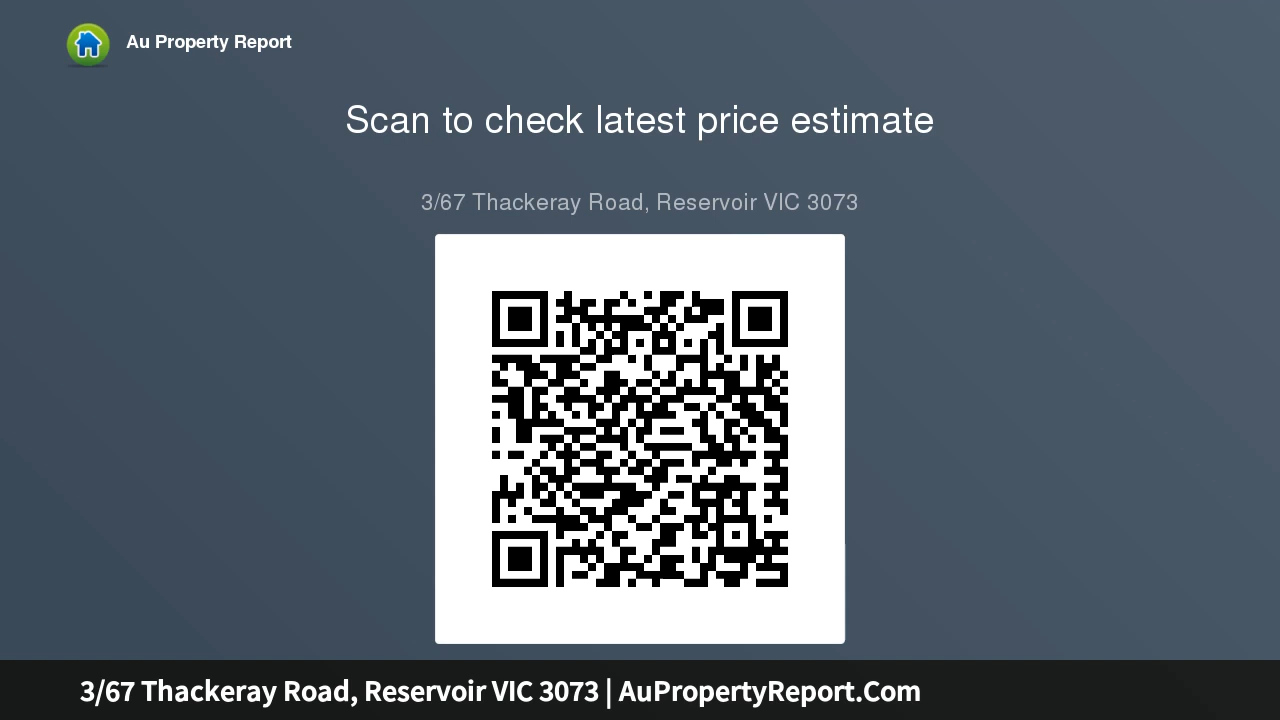 Au Property Report
Scan to check latest price estimate
3/67 Thackeray Road, Reservoir VIC 3073
3/67 Thackeray Road, Reservoir VIC 3073 | AuPropertyReport.Com